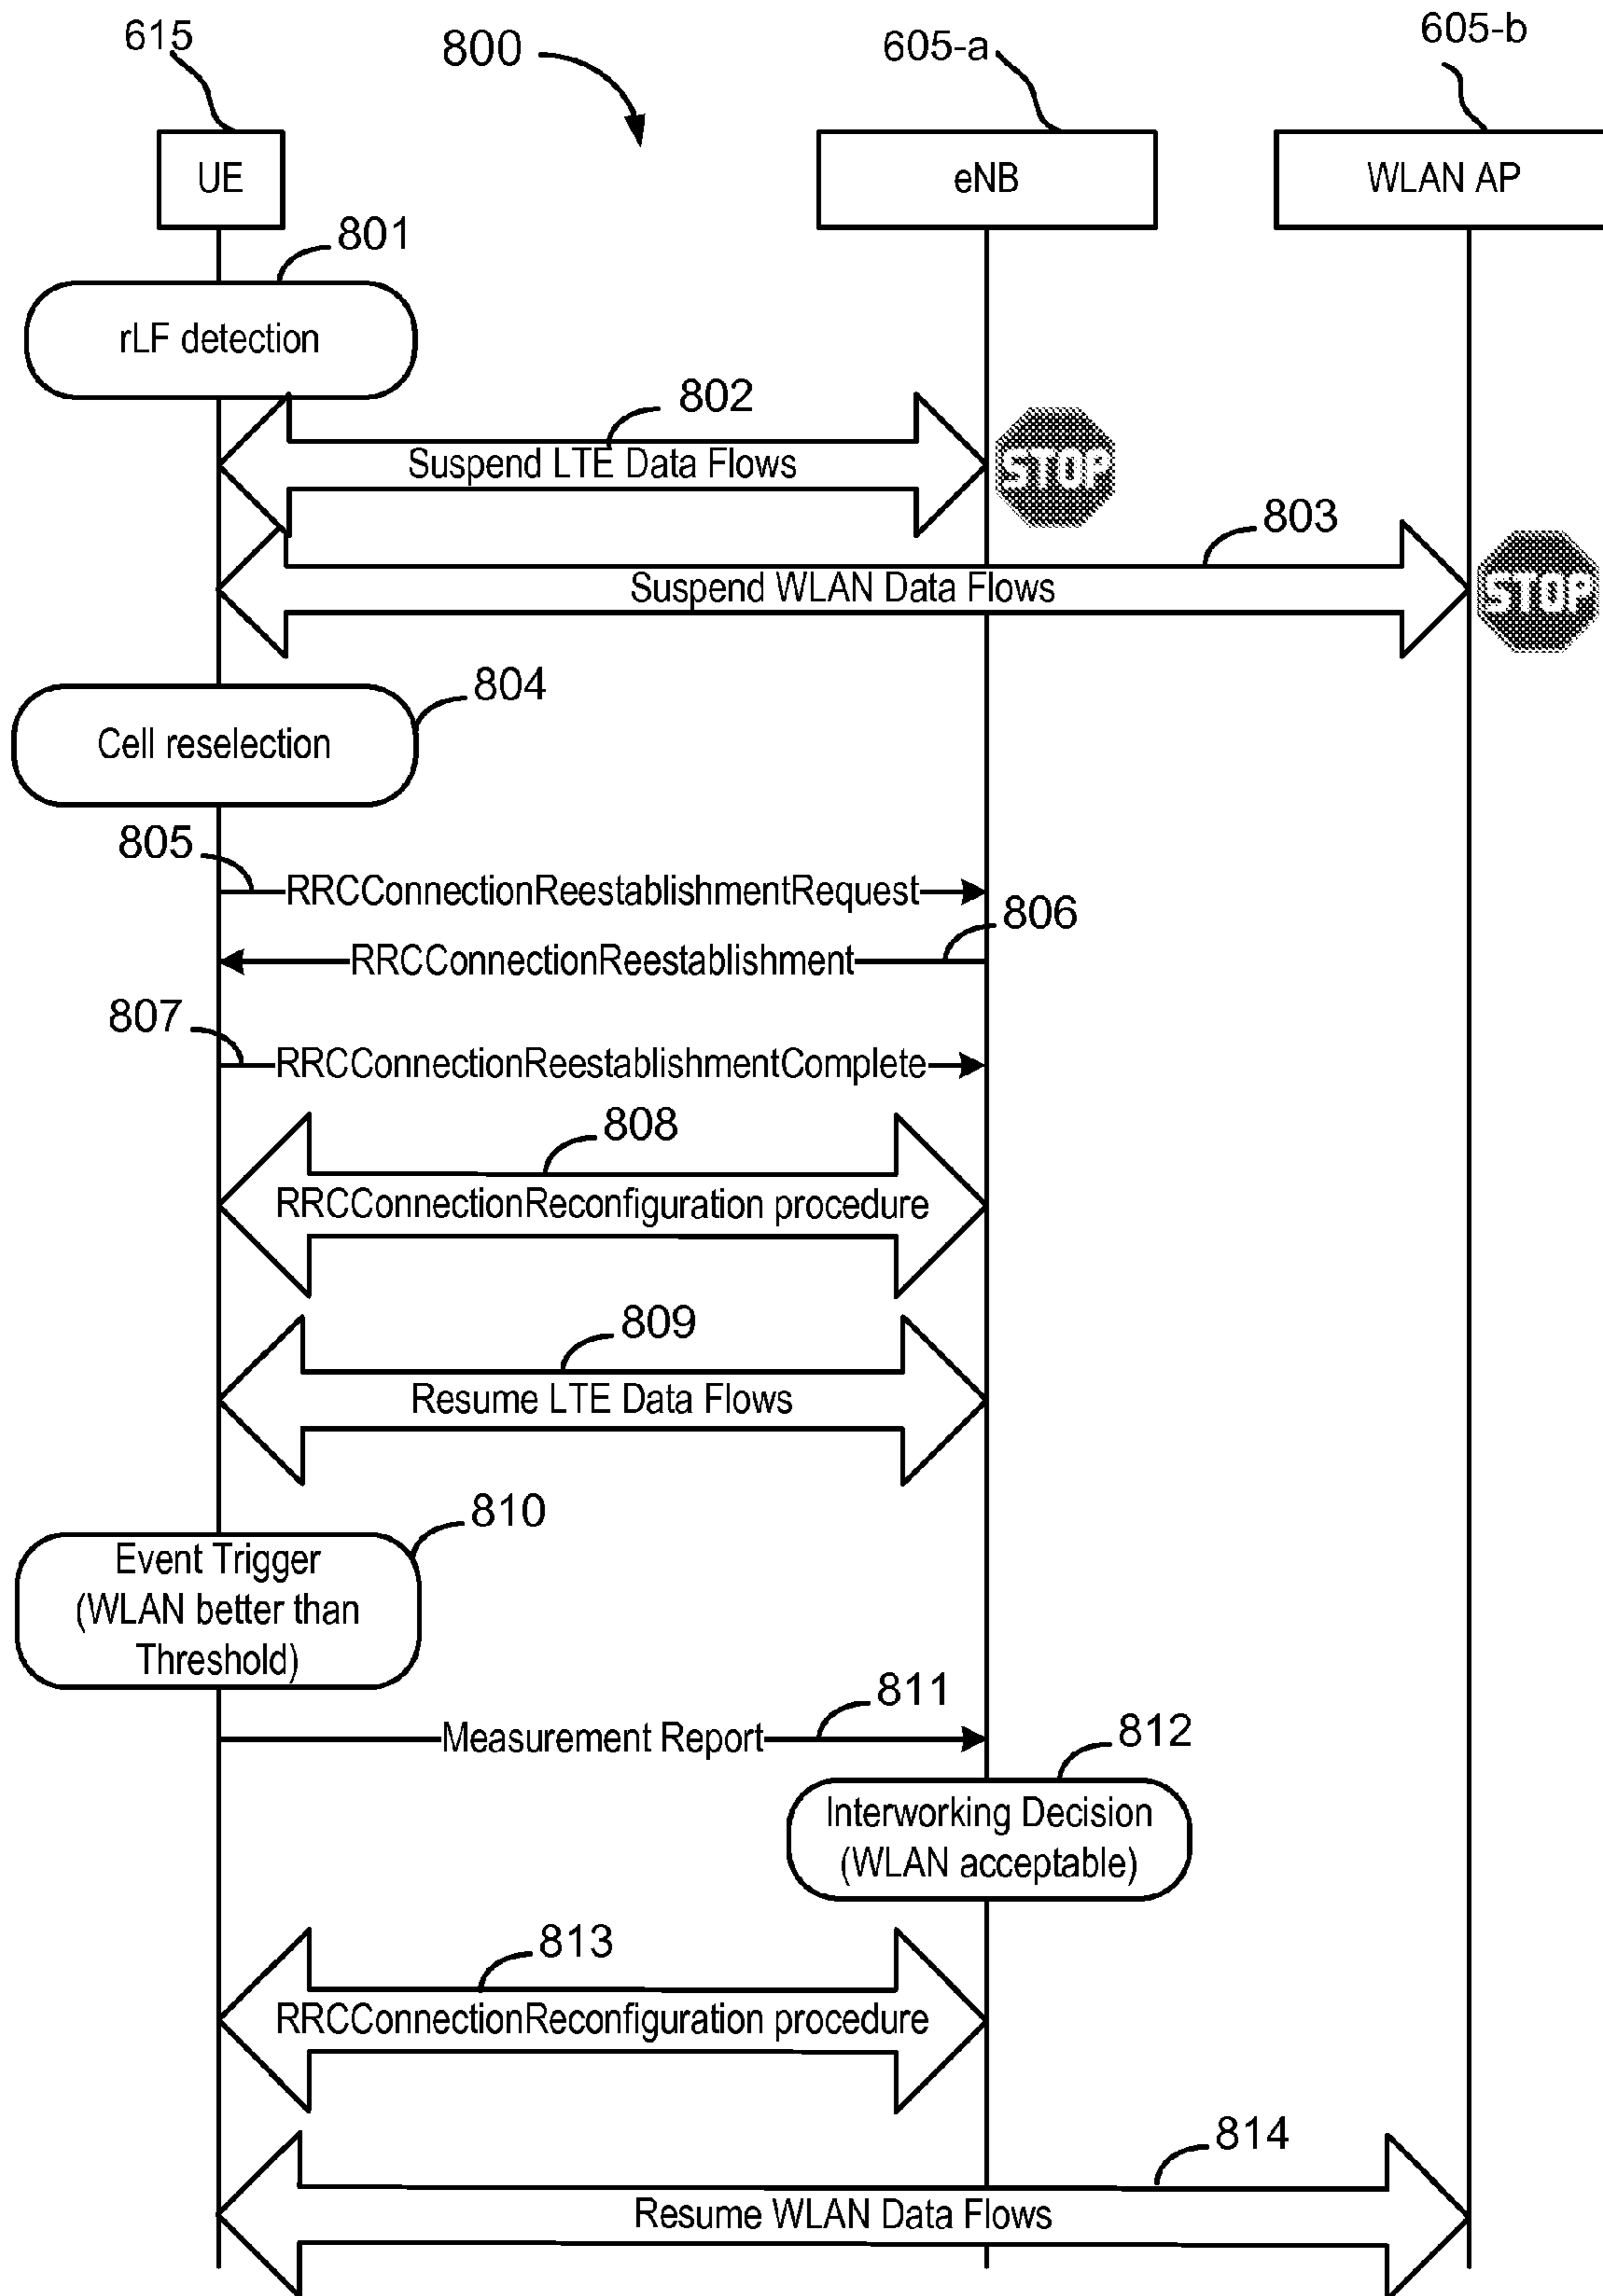 615
800
605-a
605-b
UE
eNB
WLAN AP
801
rLF detection
802
Suspend LTE Data Flows
STOP
803
Suspend WLAN Data Flows
STOP
804
Cell reselection
805
RRCConnectionReestablishmentRequest
806
RRCConnectionReestablishment
807
RRCConnectionReestablishmentComplete
808
RRCConnectionReconfiguration procedure
809
Resume LTE Data Flows
810
Event Trigger
(WLAN better than
Threshold)
811
Measurement Report
812
Interworking Decision
(WLAN acceptable)
813
RRCConnectionReconfiguration procedure
814
Resume WLAN Data Flows